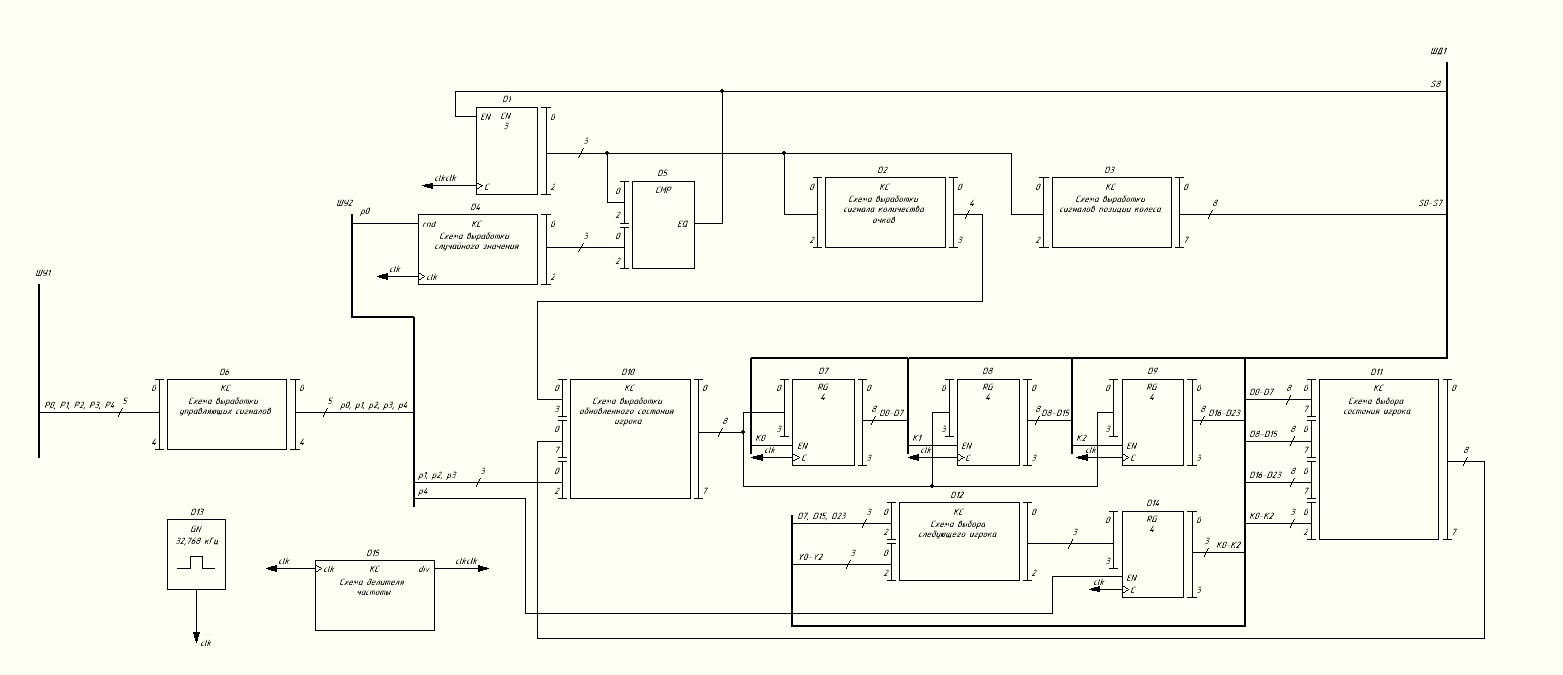 ШД1
S8
D1
EN CN
3
0
clkclk
C
2
3
D5
CMP
0
2
0
2
EQ
D2
КС
Схема выработки
сигнала количества
очков
0
2
0
3
4
D3
КС
Схема выработки
сигналов позиции колеса
0
2
0
7
8
S0-S7
ШУ2
p0
D4
rnd КС
Схема выработки
случайного значения
clk
clk
0
2
3
ШУ1
P0, P1, P2, P3, P4
5
D6
КС
Схема выработки
управляющих сигналов
0
4
0
4
5
p0, p1, p2, p3, p4
p1, p2, p3
3
p4
D10
КС
Схема выработки
обновленного состония
игрока
0
3
0
7
0
2
0
7
8
D7
RG
4
0
3
K0
EN
clk
C
0
3
8
D0-D7
D8
RG
4
0
3
K1
EN
clk
C
0
3
8
D8-D15
D9
RG
4
0
3
K2
EN
clk
C
0
3
8
D16-D23
D11
КС
Схема выбора
состония игрока
D0-D7
8
0
7
D8-D15
8
0
7
D16-D23
8
0
7
K0-K2
3
0
2
0
7
8
D12
КС
Схема выбора
следующего игрока
D7, D15, D23
3
0
2
Y0-Y2
3
0
2
0
2
3
D14
RG
4
0
3
EN
clk
C
0
3
3
K0-K2
D13
GN
32,768 кГц
clk
D15
clk
clk КС div
Схема делителя
частоты
clkclk